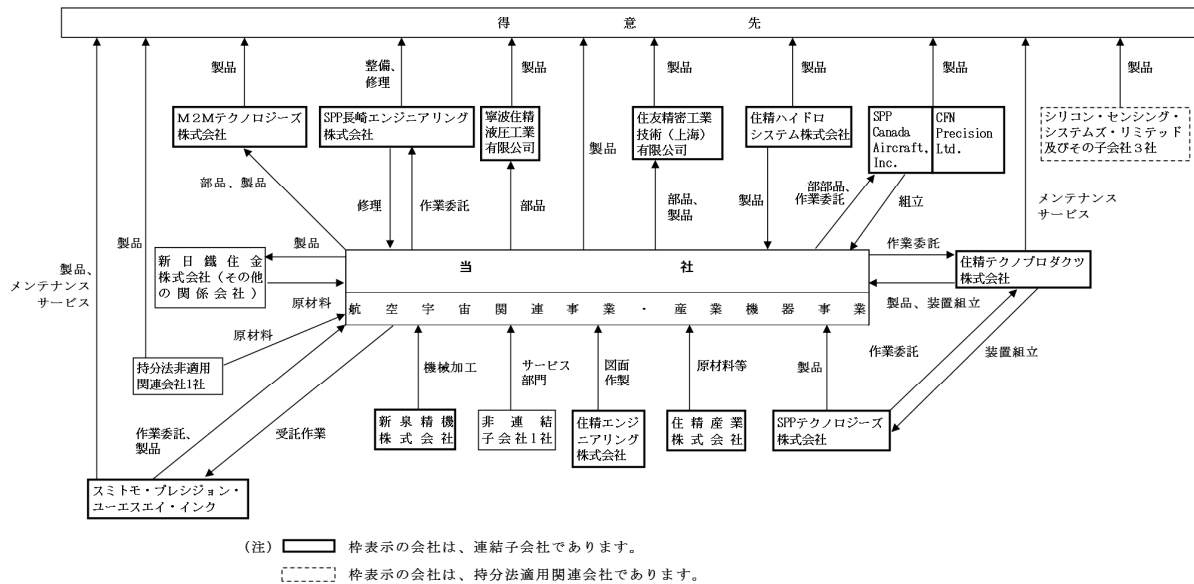 得意先
製品
整備、
修理
製品
製品
製品
製品
製品
M2Mテクノロジーズ
株式会社
SPP長崎エンジニアリング
株式会社
寧波住精
液圧工業
有限公司
製品
住友精密工業
技術(上海)
有限公司
住精ハイドロ
システム株式会社
SPP
Canada
Aircraft,
Inc.
CFN
Precision
Ltd.
シリコン・センシング・
システムズ・リミテッド
及びその子会社3社
部品、製品
修理
作業委託
部品
部品、
製品
製品
部部品、
作業委託
組立
メンテナンス
サービス
製品
製品、
メンテナンス
サービス
新日鐵住金
株式会社(その他
の関係会社)
製品
原材料
当社
航空宇宙関連事業・産業機器事業
作業委託
製品、装置組立
住精テクノプロダクツ
株式会社
持分法非適用
関連会社1社
原材料
機械加工
サービス
部門
図面
作製
原材料等
製品
作業委託
装置組立
作業委託、
製品
受託作業
新泉精機
株式会社
非連結
子会社1社
住精エンジ
ニアリング
株式会社
住精産業
株式会社
SPPテクノロジーズ
株式会社
スミトモ・プレシジョン・
ユーエスエイ・インク
(注) 枠表示の会社は、連結子会社であります。
枠表示の会社は、持分法適用関連会社であります。